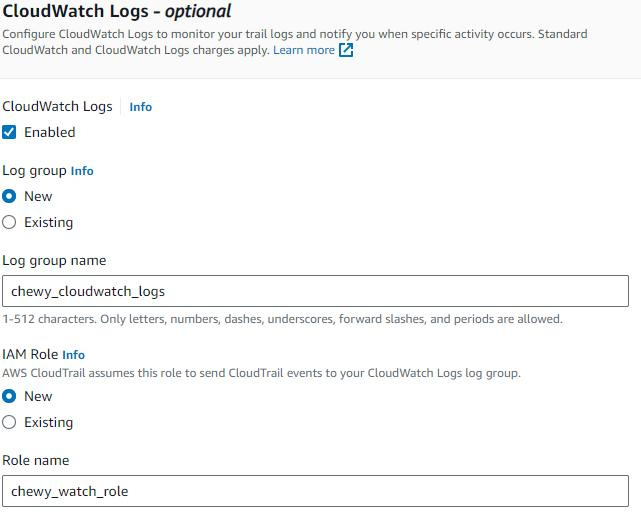 CloudWatch Logs - optional
Configure CloudWatch Logs to monitor your trail logs and notify you when specific activity occurs. Standard
CloudWatch and CloudWatch Logs charges apply. Learn more
CloudWatch Logs Info
Enabled
Log group Info
New
Existing
Log group name
chewy_cloudwatch_logs
1-512 characters. Only letters, numbers, dashes, underscores, forward slashes, and periods are allowed.
IAM Role Info
AWS CloudTrail assumes this role to send CloudTrail events to your CloudWatch Logs log group.
New
Existing
Role name
chewy_watch_role